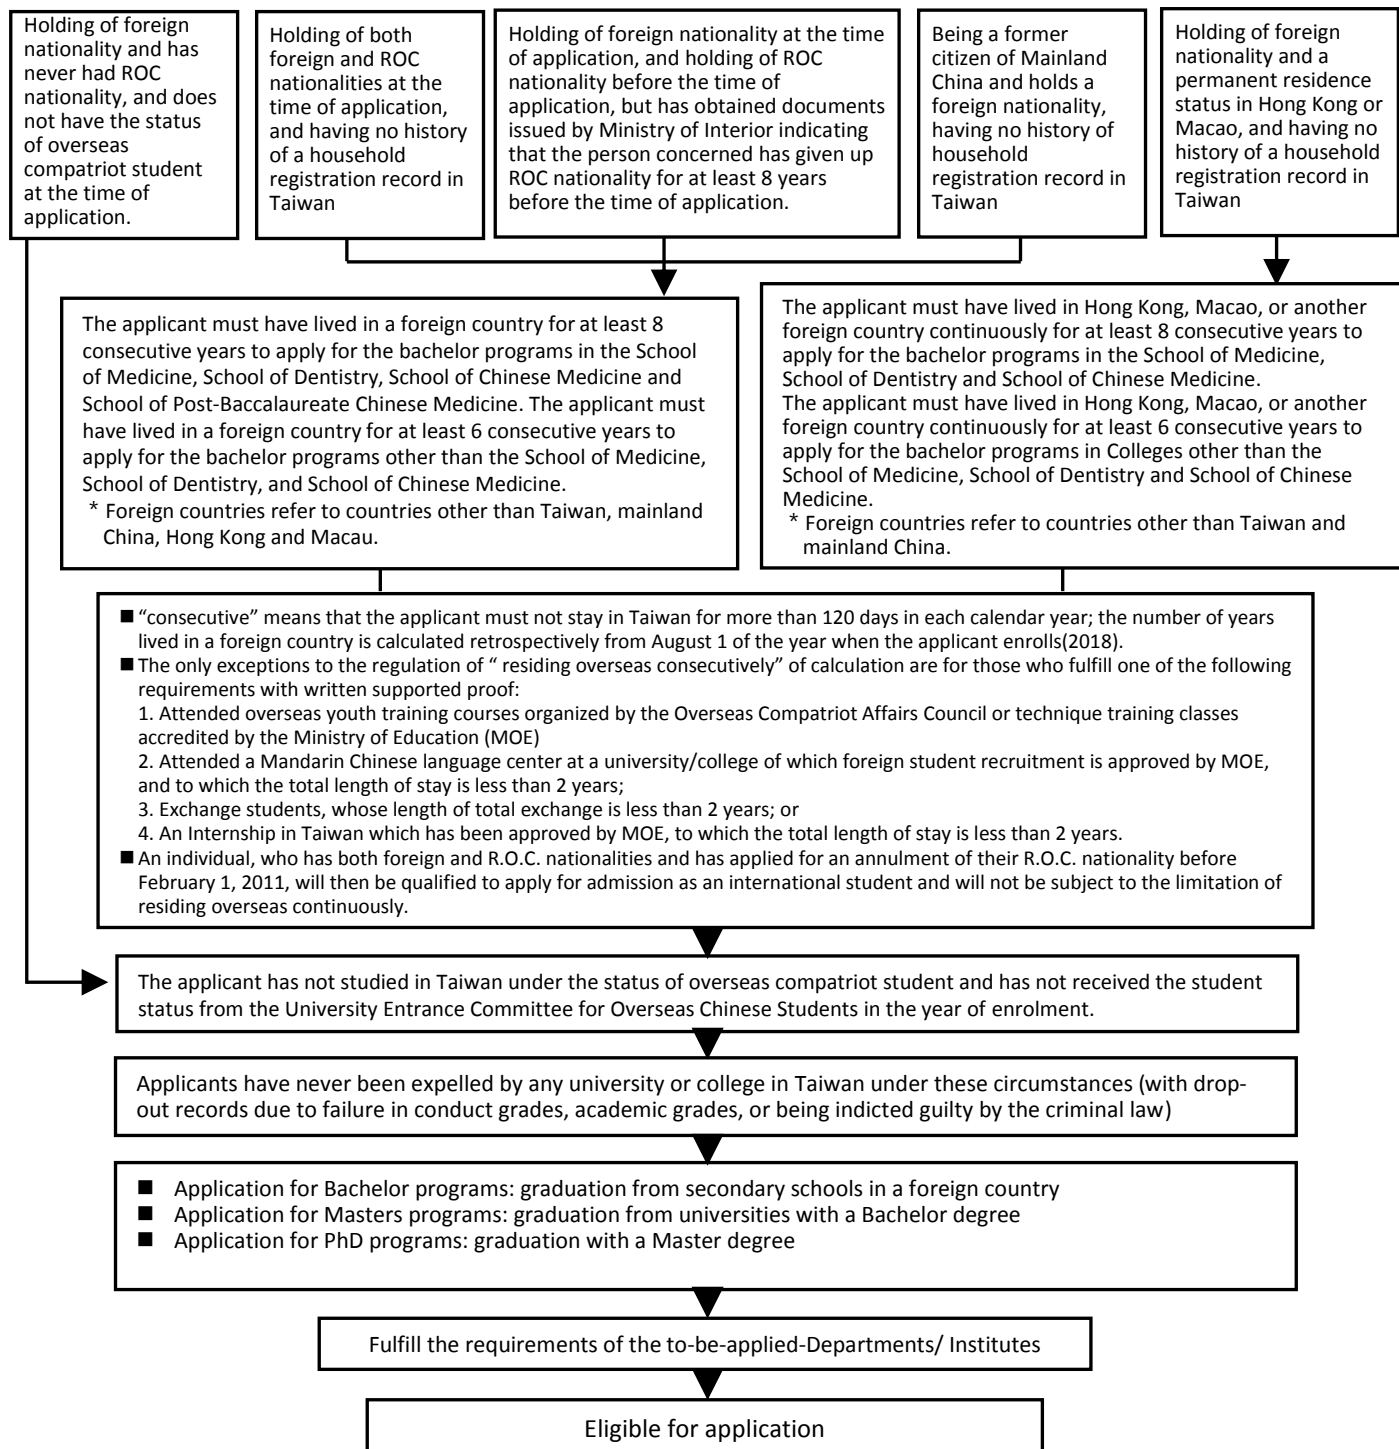 Holding of foreign
nationality and has
never had ROC
nationality, and does
not have the status
of overseas
compatriot student
at the time of
application.
Holding of both
foreign and ROC
nationalities at the
time of application,
and having no history
of a household
registration record in
Taiwan
Holding of foreign nationality at the time
of application, and holding of ROC
nationality before the time of
application, but has obtained documents
issued by Ministry of Interior indicating
that the person concerned has given up
ROC nationality for at least 8 years
before the time of application.
Being a former
citizen of Mainland
China and holds a
foreign nationality,
having no history of
household
registration record in
Taiwan
Holding of foreign
nationality and a
permanent residence
status in Hong Kong or
Macao, and having no
history of a household
registration record in
Taiwan
The applicant must have lived in a foreign country for at least 8
consecutive years to apply for the bachelor programs in the School
of Medicine, School of Dentistry, School of Chinese Medicine and
School of Post-Baccalaureate Chinese Medicine. The applicant must
have lived in a foreign country for at least 6 consecutive years to
apply for the bachelor programs other than the School of Medicine,
School of Dentistry, and School of Chinese Medicine.
* Foreign countries refer to countries other than Taiwan, mainland
China, Hong Kong and Macau.
The applicant must have lived in Hong Kong, Macao, or another
foreign country continuously for at least 8 consecutive years to
apply for the bachelor programs in the School of Medicine,
School of Dentistry and School of Chinese Medicine.
The applicant must have lived in Hong Kong, Macao, or another
foreign country continuously for at least 6 consecutive years to
apply for the bachelor programs in Colleges other than the
School of Medicine, School of Dentistry and School of Chinese
Medicine.
* Foreign countries refer to countries other than Taiwan and
mainland China.
■ “consecutive” means that the applicant must not stay in Taiwan for more than 120 days in each calendar year; the number of years
lived in a foreign country is calculated retrospectively from August 1 of the year when the applicant enrolls(2018).
■ The only exceptions to the regulation of “ residing overseas consecutively” of calculation are for those who fulfill one of the following
requirements with written supported proof:
1. Attended overseas youth training courses organized by the Overseas Compatriot Affairs Council or technique training classes
accredited by the Ministry of Education (MOE)
2. Attended a Mandarin Chinese language center at a university/college of which foreign student recruitment is approved by MOE,
and to which the total length of stay is less than 2 years;
3. Exchange students, whose length of total exchange is less than 2 years; or
4. An Internship in Taiwan which has been approved by MOE, to which the total length of stay is less than 2 years.
■ An individual, who has both foreign and R.O.C. nationalities and has applied for an annulment of their R.O.C. nationality before
February 1, 2011, will then be qualified to apply for admission as an international student and will not be subject to the limitation of
residing overseas continuously.
The applicant has not studied in Taiwan under the status of overseas compatriot student and has not received the student
status from the University Entrance Committee for Overseas Chinese Students in the year of enrolment.
Applicants have never been expelled by any university or college in Taiwan under these circumstances (with drop-
out records due to failure in conduct grades, academic grades, or being indicted guilty by the criminal law)
■ Application for Bachelor programs: graduation from secondary schools in a foreign country
■ Application for Masters programs: graduation from universities with a Bachelor degree
■ Application for PhD programs: graduation with a Master degree
Fulfill the requirements of the to-be-applied-Departments/ Institutes
Eligible for application